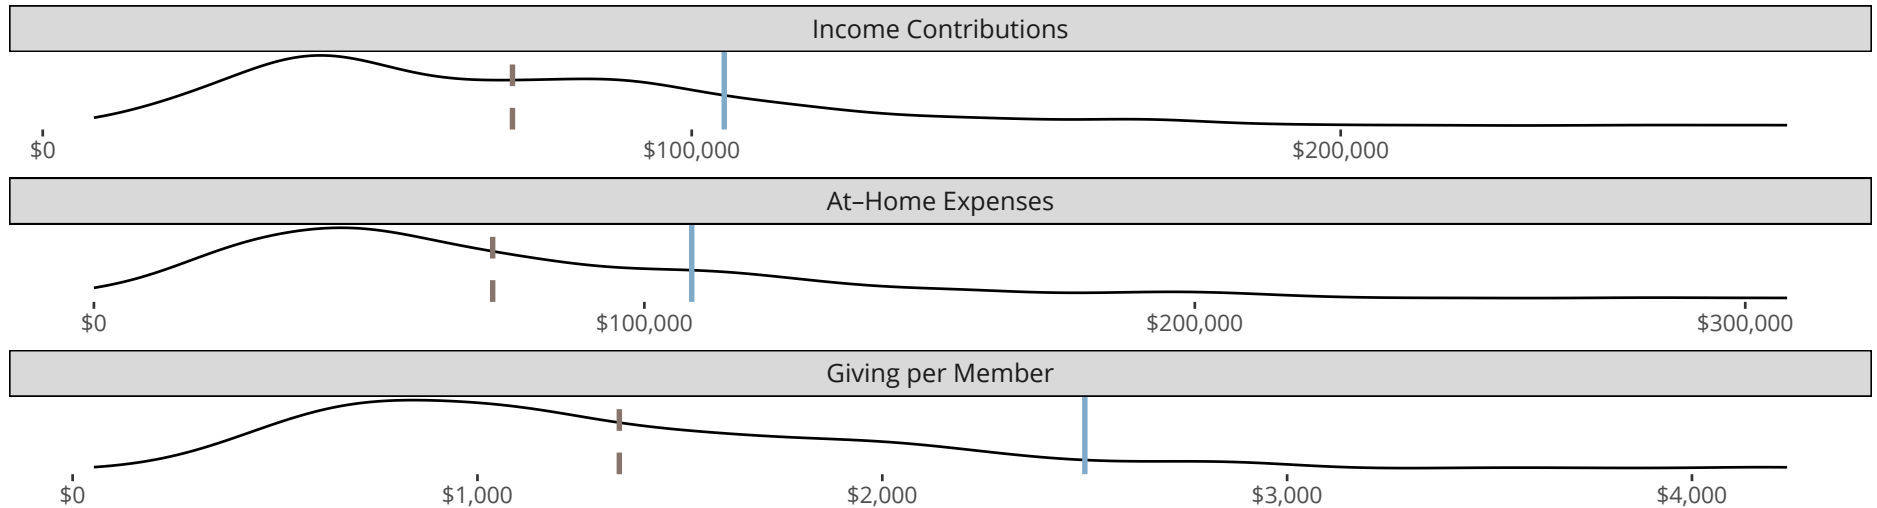 Income Contributions
$0 $100,000 $200,000
At–Home Expenses
$0 $100,000 $200,000 $300,000
Giving per Member
$0 $1,000 $2,000 $3,000 $4,000